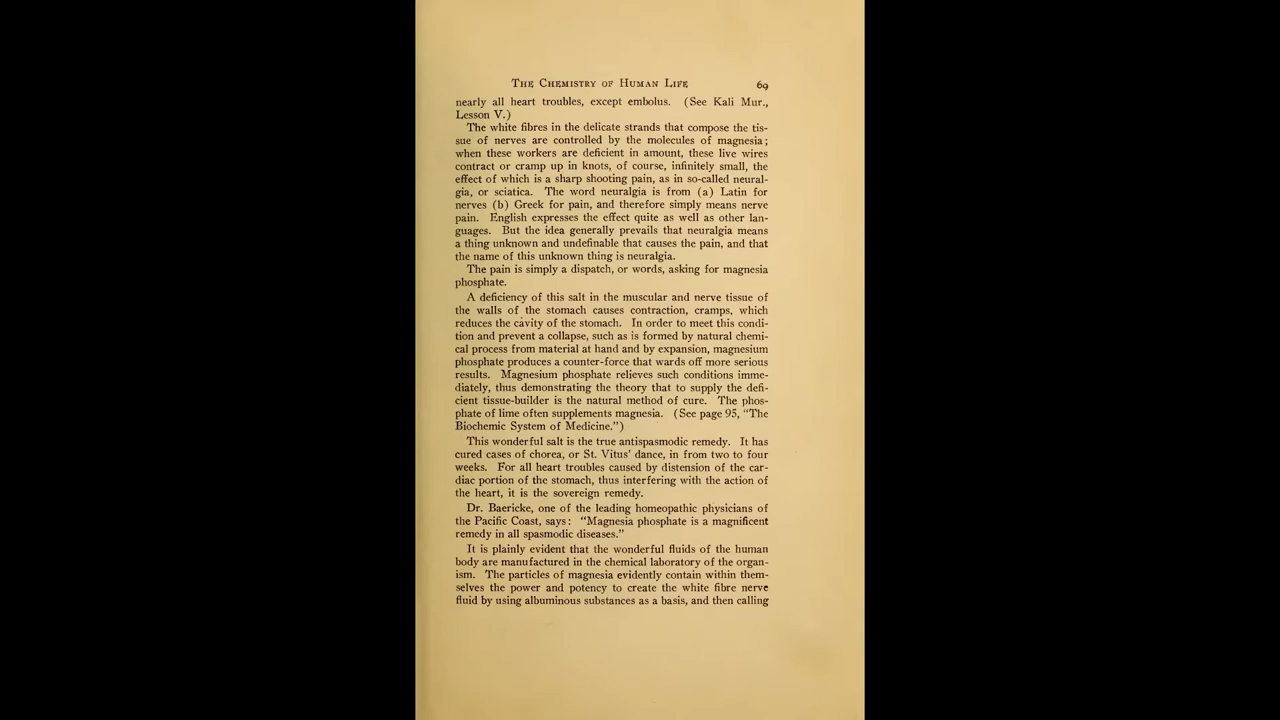 The Chemistry of Human Life 69
nearly all heart troubles, except embolus. (See Kali Mur.,
Lesson V.)
The white fibres in the delicate strands that compose the tis-
sue of nerves are controlled by the molecules of magnesia;
when these workers are deficient in amount, these live wires
contract or cramp up in knots, of course, infinitely small, the
effect of which is a sharp shooting pain, as in so-called neural-
gia, or sciatica. The word neuralgia is from (a) Latin for
nerves (b) Greek for pain, and therefore simply means nerve
pain. English expresses the effect quite as well as other lan-
guages. But the idea generally prevails that neuralgia means
a thing unknown and undefinable that causes the pain, and that
the name of this unknown thing is neuralgia.
The pain is simply a dispatch, or words, asking for magnesia
phosphate.
A deficiency of this salt in the muscular and nerve tissue of
the walls of the stomach causes contraction, cramps, which
reduces the cavity of the stomach. In order to meet this condi-
tion and prevent a collapse, such as is formed by natural chemi-
cal process from material at hand and by expansion, magnesium
phosphate produces a counter-force that wards off more serious
results. Magnesium phosphate relieves such conditions imme-
diately, thus demonstrating the theory that to supply the defi-
cient tissue-builder is the natural method of cure. The phos-
phate of lime often supplements magnesia. (See page 95, "The
Biochemic System of Medicine.")
This wonderful salt is the true antispasmodic remedy. It has
cured cases of chorea, or St. Vitus' dance, in from two to four
weeks. For all heart troubles caused by distension of the car-
diac portion of the stomach, thus interfering with the action of
the heart, it is the sovereign remedy.
Dr. Baericke, one of the leading homeopathic physicians of
the Pacific Coast, says: "Magnesia phosphate is a magnificent
remedy in all spasmodic diseases."
It is plainly evident that the wonderful fluids of the human
body are manufactured in the chemical laboratory of the organ-
ism. The particles of magnesia evidently contain within them-
selves the power and potency to create the white fibre nerve
fluid by using albuminous substances as a basis, and then calling